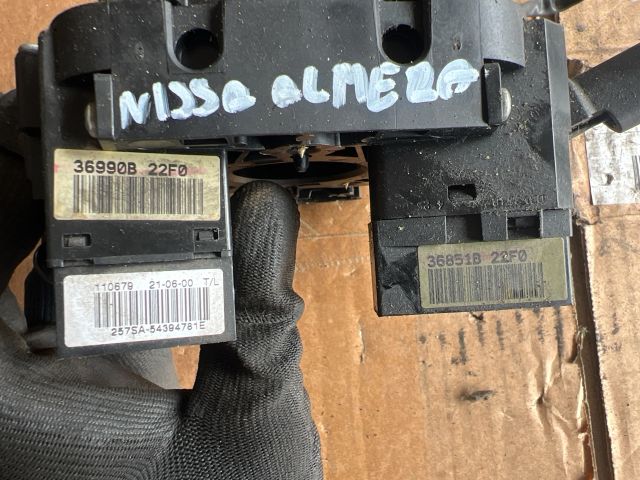 NISSA ALMERA
36990B 22F0
110679 21-06-00 T/L
257SA-54394781E
36851B 22F0